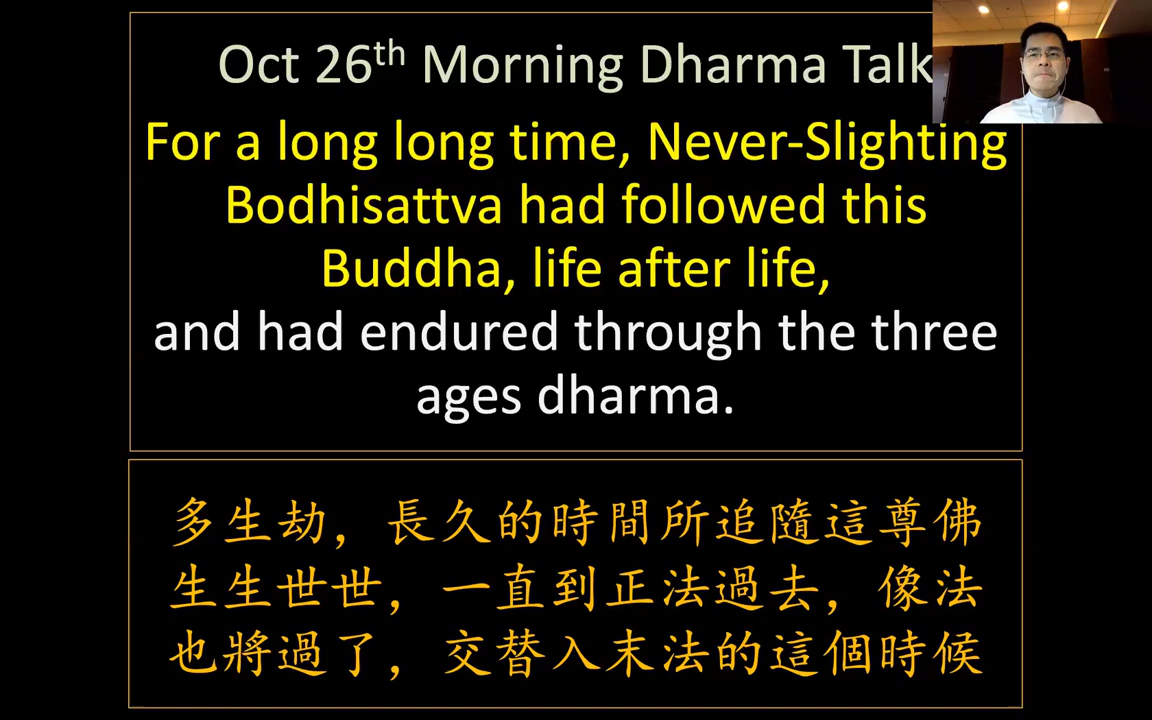 Oct 26th Morning Dharma Talk
For a long long time, Never-Slighting
Bodhisattva had followed this
Buddha, life after life,
and had endured through the three
ages dharma.
多生劫，長久的時間所追隨這尊佛
生生世世，一直到正法過去，像法
也將過了，交替入末法的這個時候